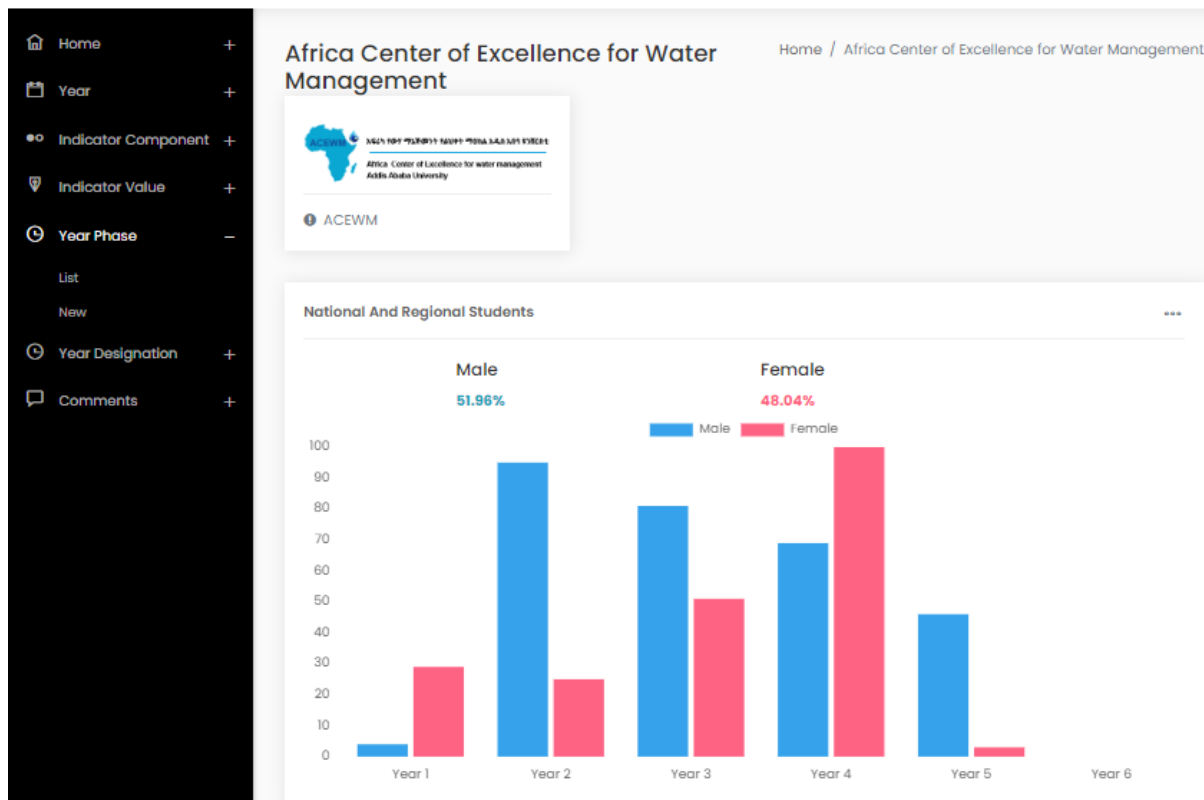 Home +
Year +
Indicator Component +
Indicator Value +
Year Phase –
List
New
Year Designation +
Comments +
Africa Center of Excellence for Water
Management
Home / Africa Center of Excellence for Water Management
ACEWM
Africa Center of Excellence for water management
Addis Ababa University
ACEWM
National And Regional Students
Male Female
51.96% 48.04%
Male Female
100
90
80
70
60
50
40
30
20
10
0
Year 1 Year 2 Year 3 Year 4 Year 5 Year 6